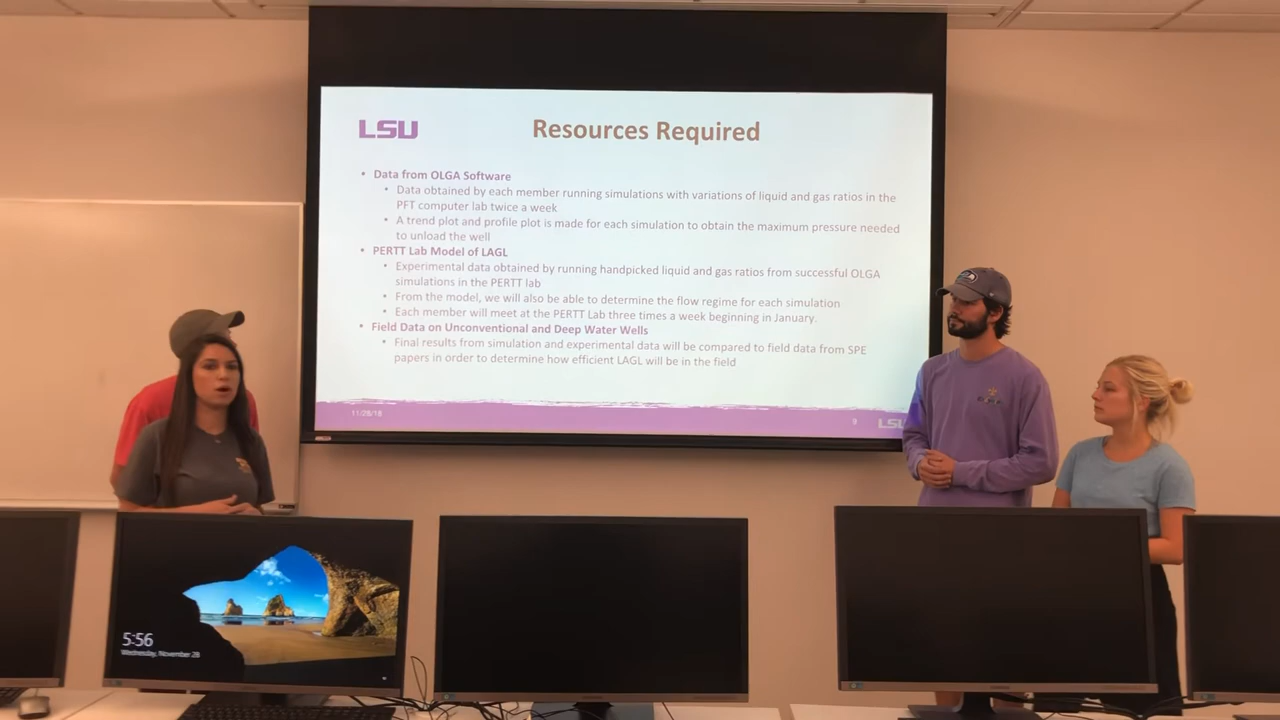 LSU
Resources Required
• Data from OLGA Software
• Data obtained by each member running simulations with variations of liquid and gas ratios in the
PFT computer lab twice a week
• A trend plot and profile plot is made for each simulation to obtain the maximum pressure needed
to unload the well
• PERTT Lab Model of LAGL
• Experimental data obtained by running handpicked liquid and gas ratios from successful OLGA
simulations in the PERTT lab
• From the model, we will also be able to determine the flow regime for each simulation
• Each member will meet at the PERTT Lab three times a week beginning in January.
• Field Data on Unconventional and Deep Water Wells
• Final results from simulation and experimental data will be compared to field data from SPE
papers in order to determine how efficient LAGL will be in the field
11/28/18
9
LSU
5:56
Wednesday, November 28